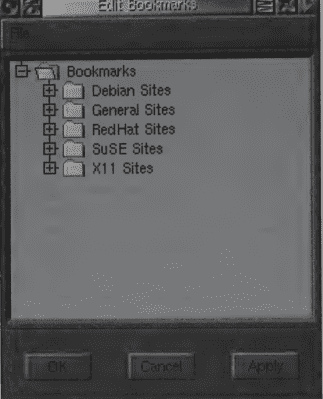 Edit Bookmarks
File
Bookmarks
Debian Sites
General Sites
RedHat Sites
SuSE Sites
X11 Sites
OK Cancel Apply